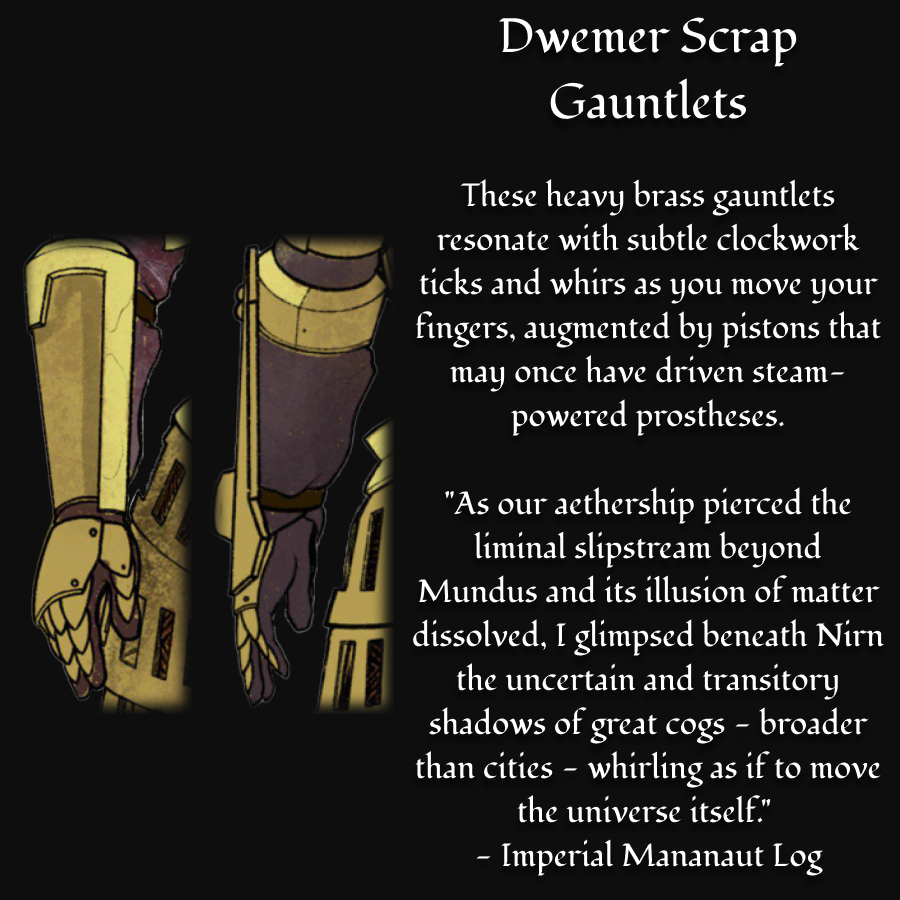 Dwemer Scrap
Gauntlets
These heavy brass gauntlets
resonate with subtle clockwork
ticks and whirs as you move your
fingers, augmented by pistons that
may once have driven steam-
powered prostheses.
"As our aethership pierced the
liminal slipstream beyond
Mundus and its illusion of matter
dissolved, I glimpsed beneath Nirn
the uncertain and transitory
shadows of great cogs - broader
than cities - whirling as if to move
the universe itself."
- Imperial Mananaut Log